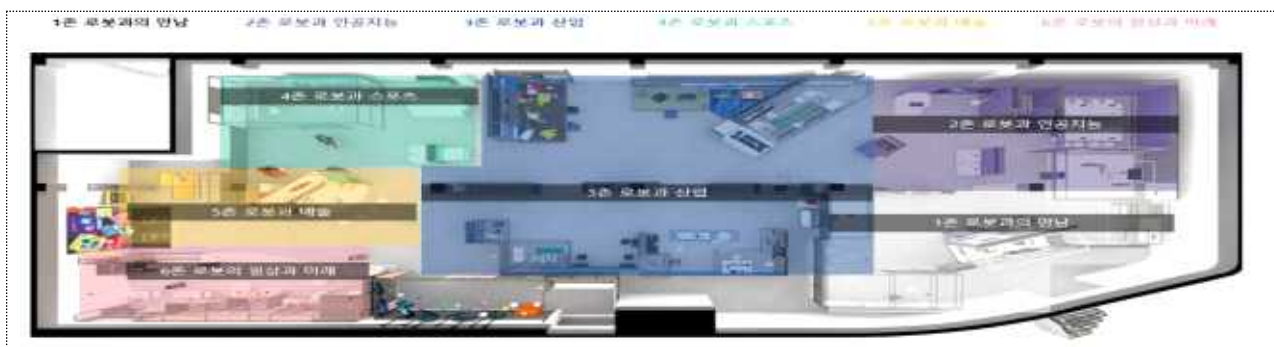 1존 로봇과의 만남 2존 로봇과 인공지능 3존 로봇과 산업 4존 로봇과 스포츠 5존 로봇과 예술 6존 로봇의 일상과 미래
4존 로봇과 스포츠
2존 로봇과 인공지능
3존 로봇과 산업
5존 로봇과 예술
1존 로봇과의 만남
6존 로봇의 일상과 미래